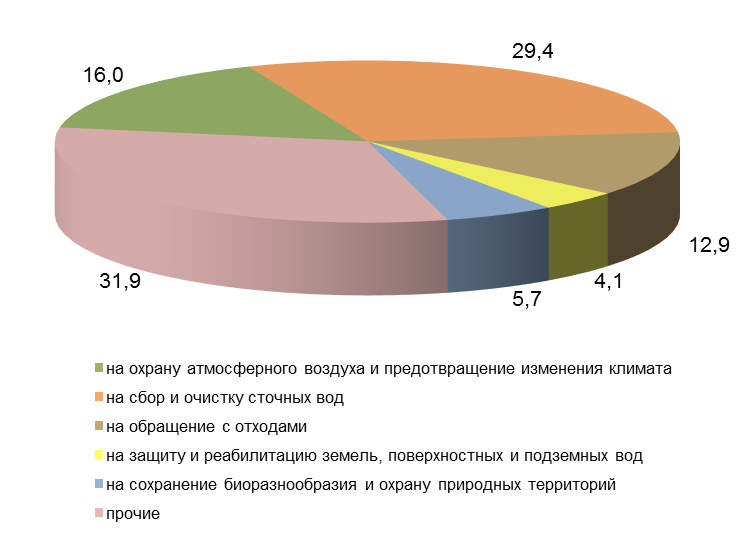 29,4
16,0
12,9
31,9
4,1
5,7
на охрану атмосферного воздуха и предотвращение изменения климата
на сбор и очистку сточных вод
на обращение с отходами
на защиту и реабилитацию земель, поверхностных и подземных вод
на сохранение биоразнообразия и охрану природных территорий
прочие